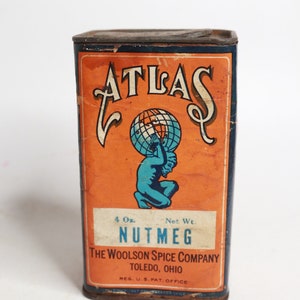 ATLAS
4 Oz. Net Wt.
NUTMEG
THE WOOLSON SPICE COMPANY
TOLEDO, OHIO
REG. U.S. PAT. OFFICE